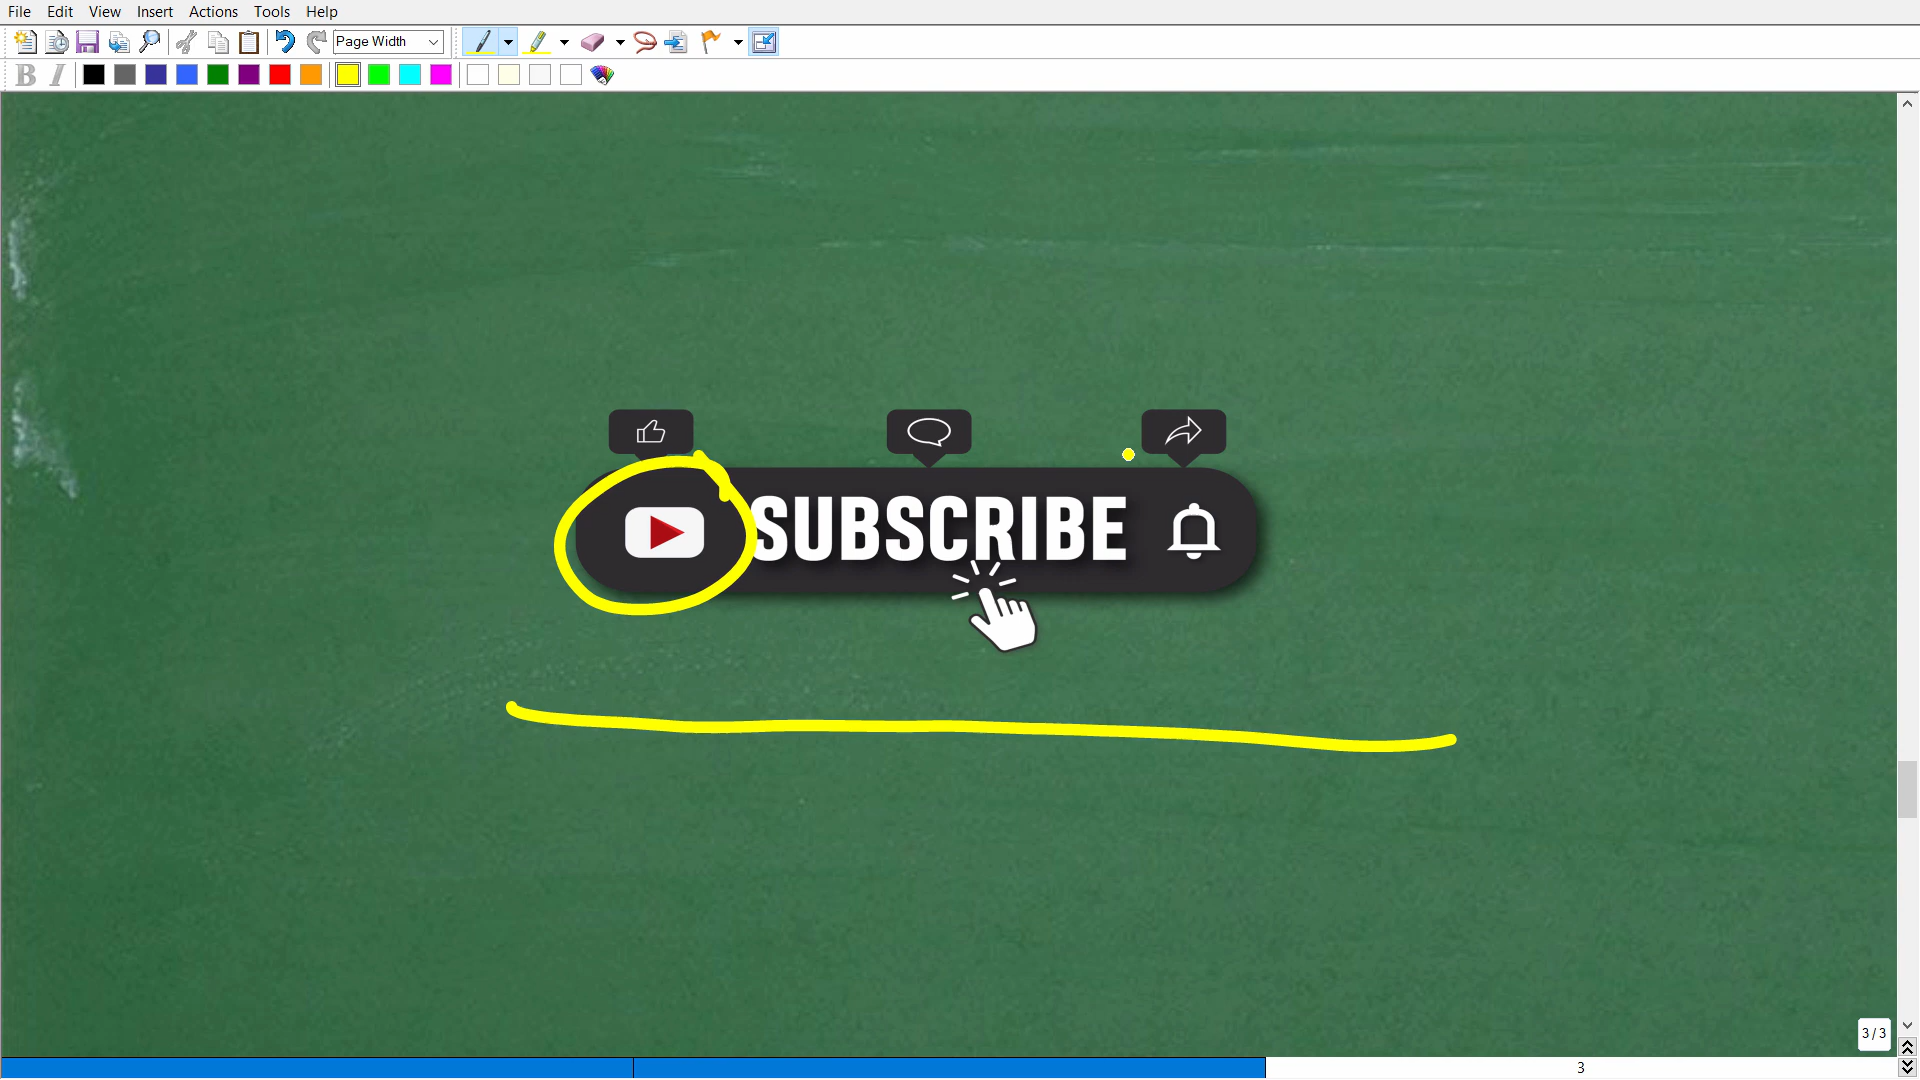 File Edit View Insert Actions Tools Help
Page Width
B I
SUBSCRIBE
3 / 3
3